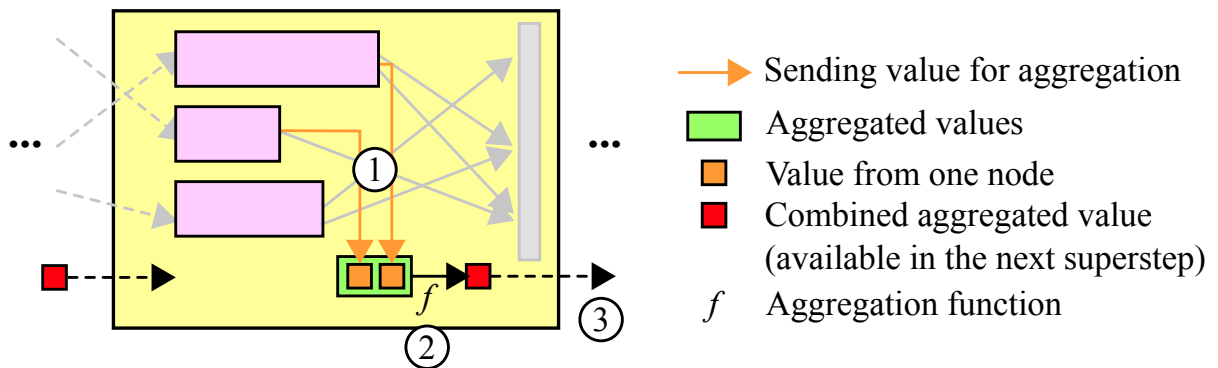 ...
1
f
2
3
...
Sending value for aggregation
Aggregated values
Value from one node
Combined aggregated value
(available in the next superstep)
f Aggregation function